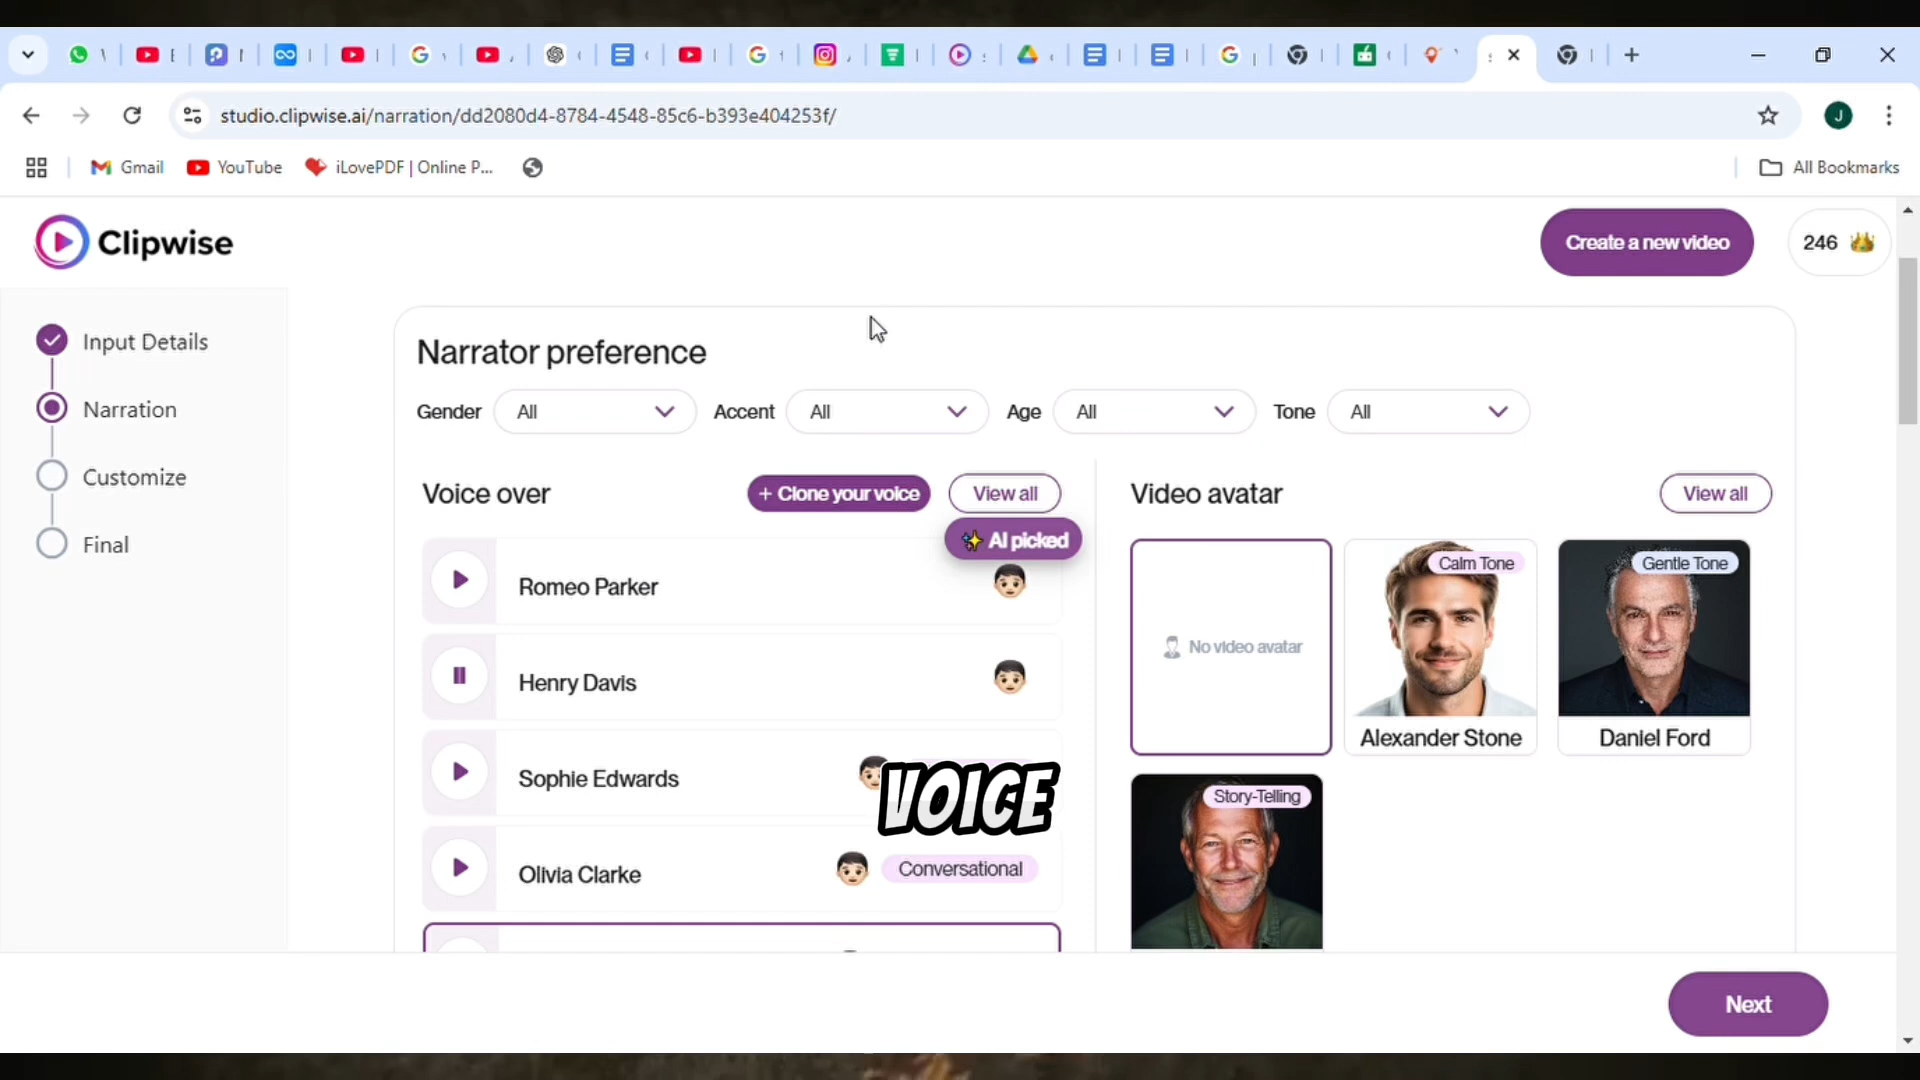 studio.clipwise.ai/narration/dd2080d4-8784-4548-85c6-b393e404253f/
J
Gmail
YouTube
iLovePDF | Online P...
All Bookmarks
Clipwise
Create a new video
246
Input Details
Narration
Customize
Final
Narrator preference
Gender All Accent All Age All Tone All
Voice over
+ Clone your voice
View all
AI picked
Romeo Parker
Henry Davis
Sophie Edwards
VOICE
Olivia Clarke
Conversational
Video avatar
View all
No video avatar
Calm Tone
Alexander Stone
Gentle Tone
Daniel Ford
Story-Telling
Next